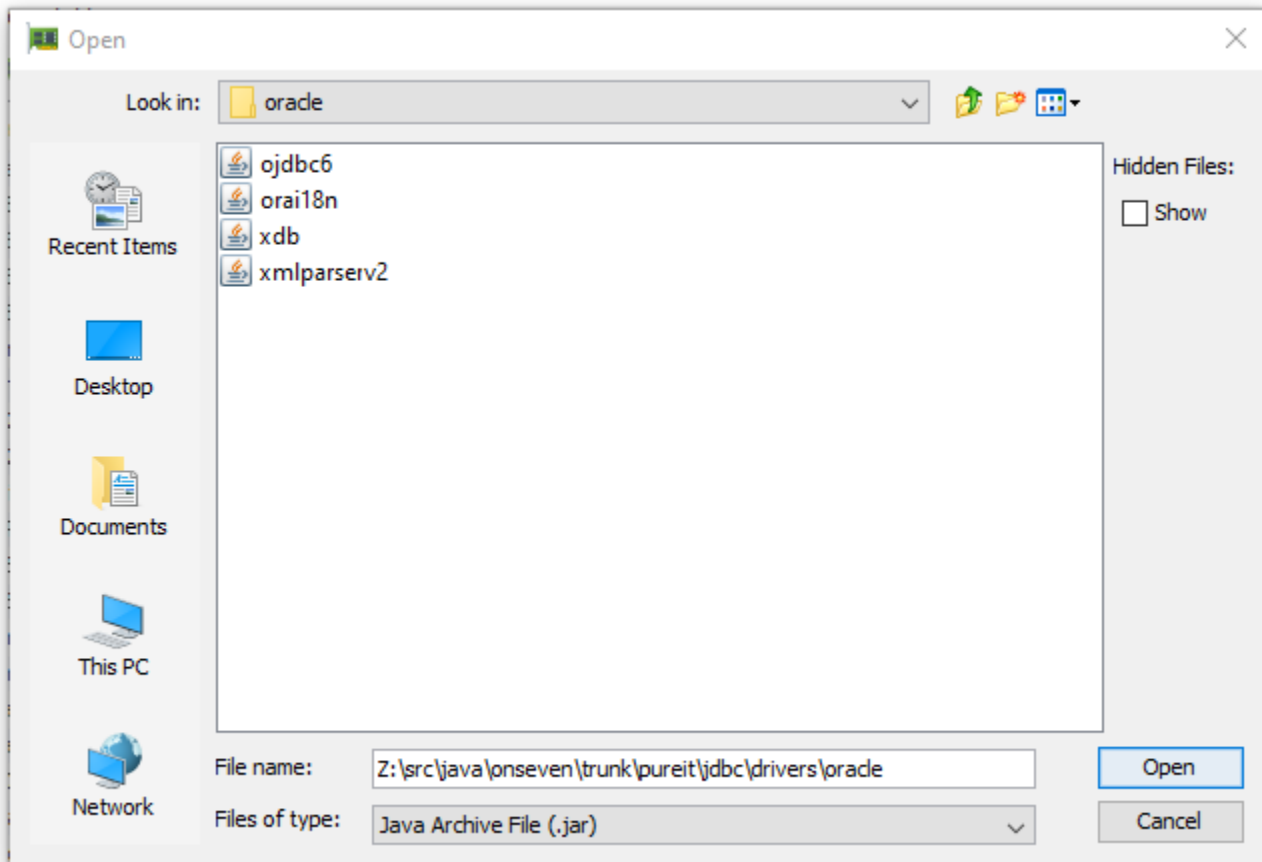 Open
Look in: oracle
ojdbc6
orai18n
xdb
xmlparserv2
Hidden Files:
Show
Recent Items
Desktop
Documents
This PC
Network
File name: Z:\src\java\onseven\trunk\pureit\jdbc\drivers\oracle
Open
Files of type: Java Archive File (.jar)
Cancel